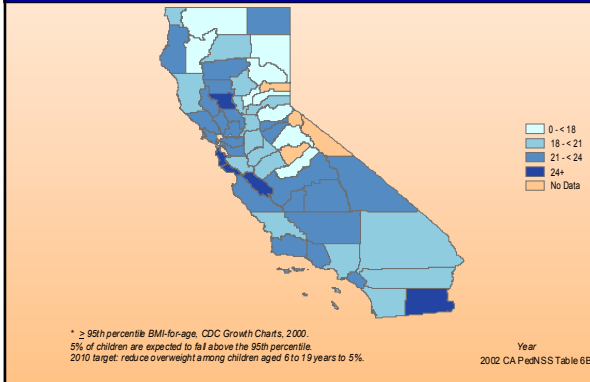 0 - < 18
18 - < 21
21 - < 24
24+
No Data
* ≥ 95th percentile BMI-for-age, CDC Growth Charts, 2000.
5% of children are expected to fall above the 95th percentile.
2010 target: reduce overweight among children aged 6 to 19 years to 5%.
Year
2002 CA PedNSS Table 6B